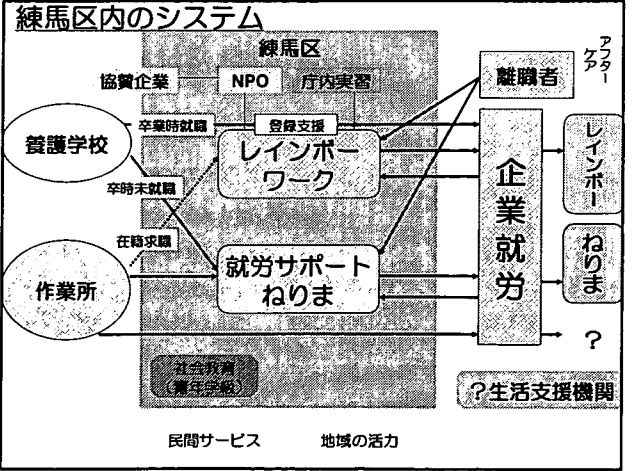 練馬区内のシステム
練馬区
アフター
ケア
協賛企業
NPO
庁内実習
離職者
卒業時就職
登録支援
養護学校
レインボー
ワーク
企業就労
レインボー
卒時未就職
在籍求職
作業所
就労サポート
ねりま
ねりま
?
社会教育
(青年学級)
?生活支援機関
民間サービス
地域の活力